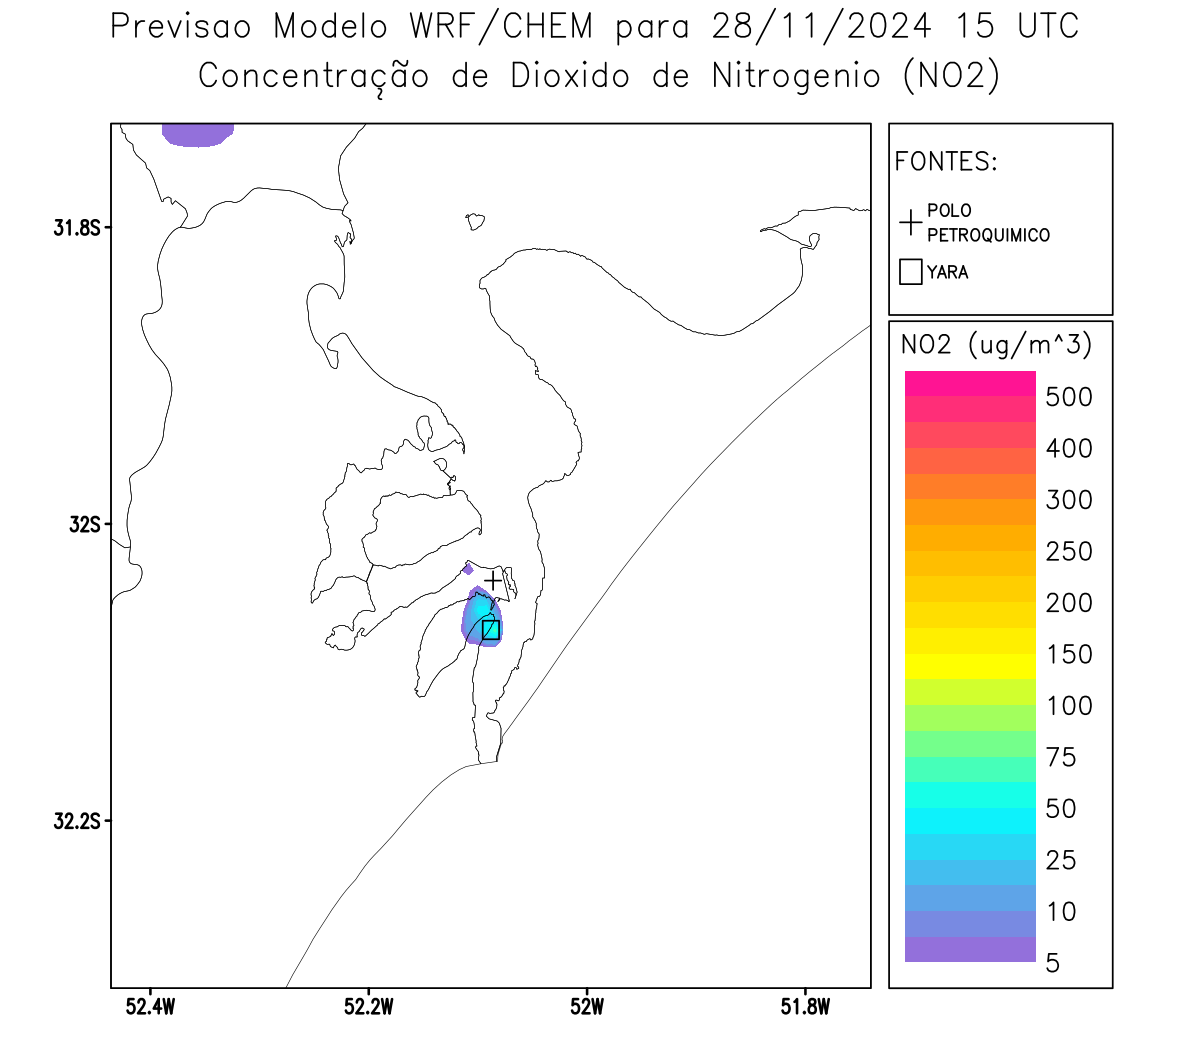 Previsao Modelo WRF/CHEM para 28/11/2024 15 UTC
Concentração de Dioxido de Nitrogenio (NO2)
FONTES:
POLO
PETROQUIMICO
YARA
NO2 (ug/m^3)
500
400
300
250
200
150
100
75
50
25
10
5
31.8S
32S
32.2S
52.4W
52.2W
52W
51.8W